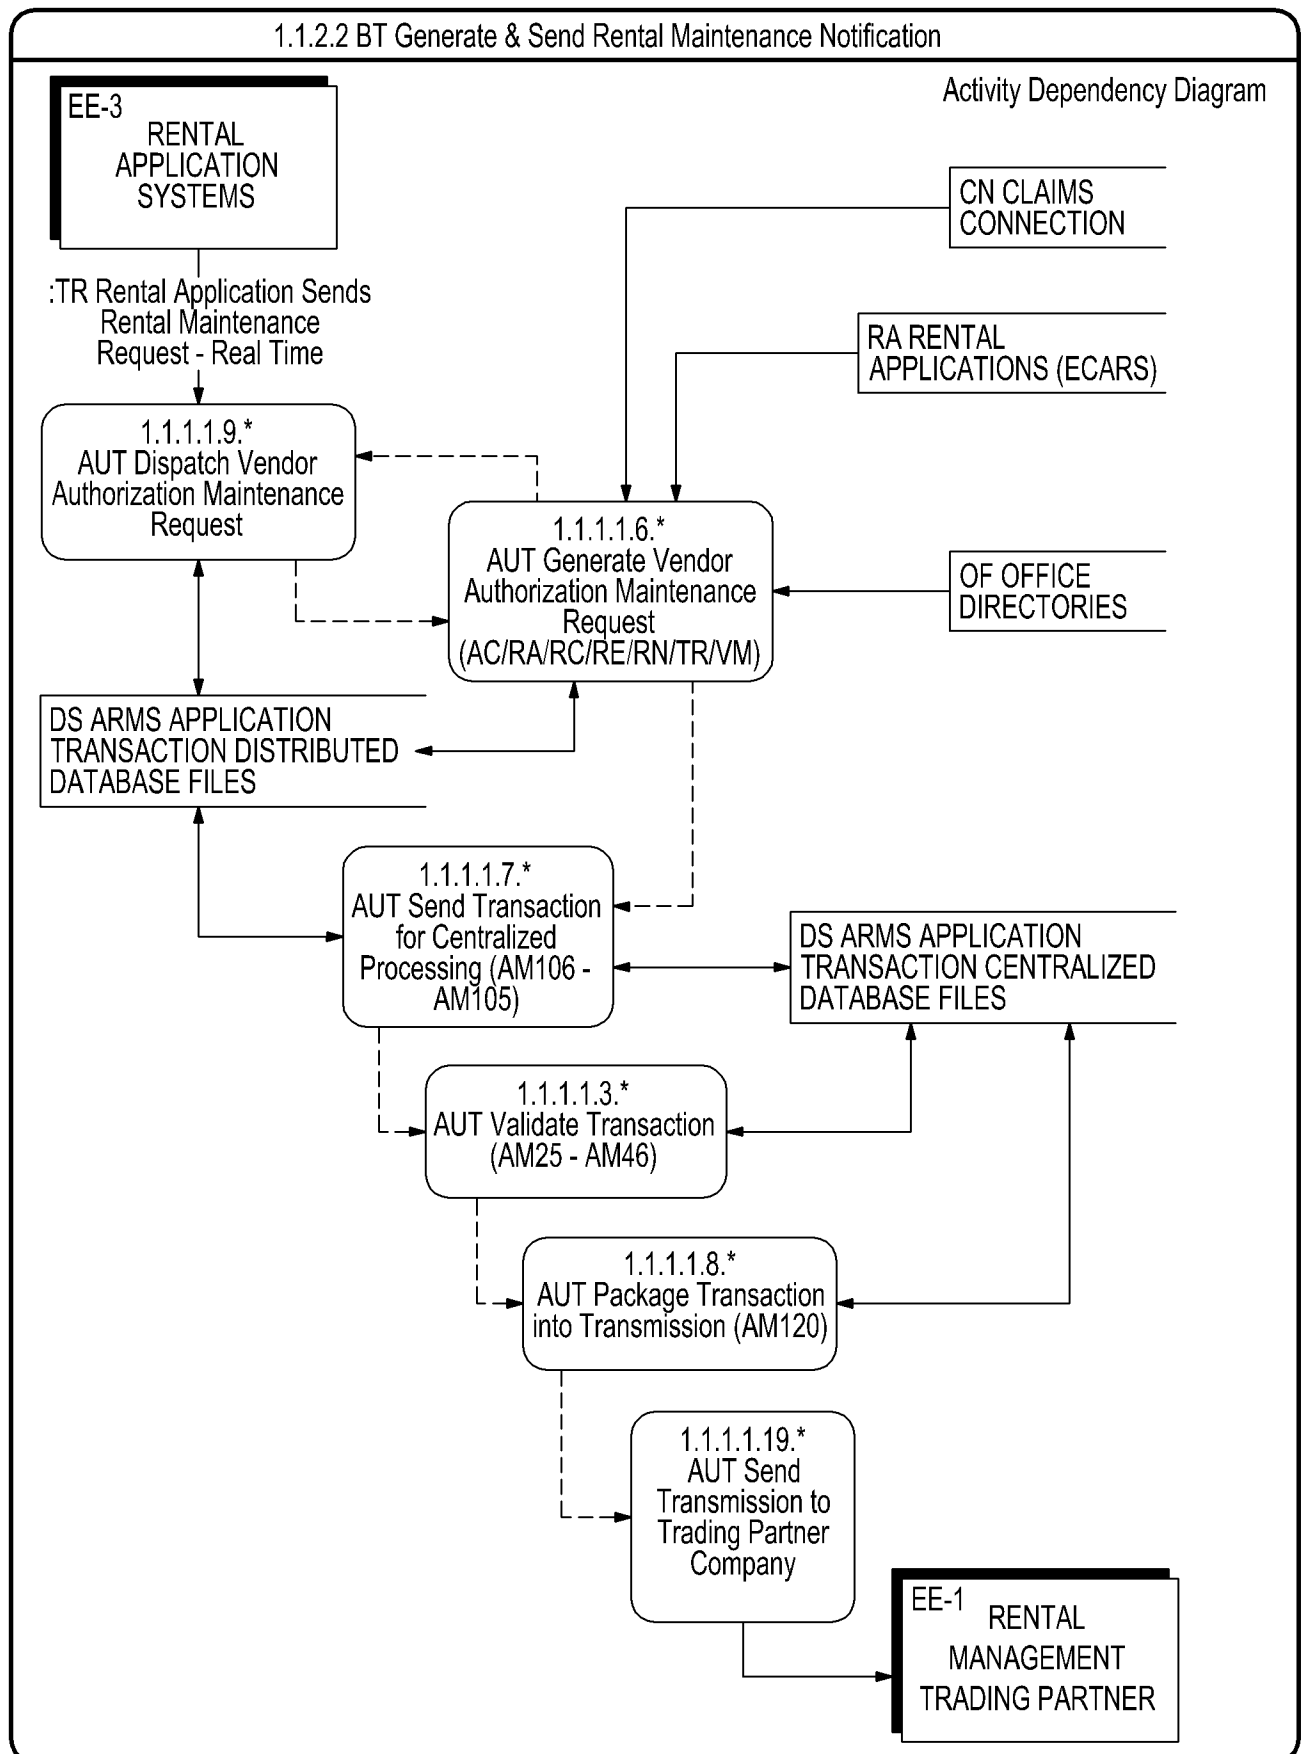 1.1.2.2 BT Generate & Send Rental Maintenance Notification
Activity Dependency Diagram
EE-3
RENTAL
APPLICATION
SYSTEMS
CN CLAIMS
CONNECTION
:TR Rental Application Sends
Rental Maintenance
Request - Real Time
RA RENTAL
APPLICATIONS (ECARS)
1.1.1.1.9.*
AUT Dispatch Vendor
Authorization Maintenance
Request
1.1.1.1.6.*
AUT Generate Vendor
Authorization Maintenance
Request
(AC/RA/RC/RE/RN/TR/VM)
OF OFFICE
DIRECTORIES
DS ARMS APPLICATION
TRANSACTION DISTRIBUTED
DATABASE FILES
1.1.1.1.7.*
AUT Send Transaction
for Centralized
Processing (AM106 -
AM105)
DS ARMS APPLICATION
TRANSACTION CENTRALIZED
DATABASE FILES
1.1.1.1.3.*
AUT Validate Transaction
(AM25 - AM46)
1.1.1.1.8.*
AUT Package Transaction
into Transmission (AM120)
1.1.1.1.19.*
AUT Send
Transmission to
Trading Partner
Company
EE-1
RENTAL
MANAGEMENT
TRADING PARTNER